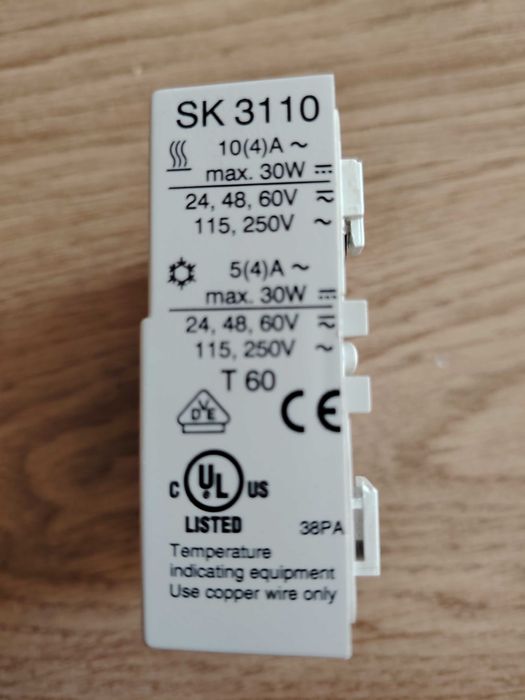 SK 3110
10(4)A ~
max. 30W ⎓
24, 48, 60V ≂
115, 250V ~
5(4)A ~
max. 30W ⎓
24, 48, 60V ≂
115, 250V ~
T 60
DVE
CE
C UL US
LISTED
38PA
Temperature
indicating equipment
Use copper wire only